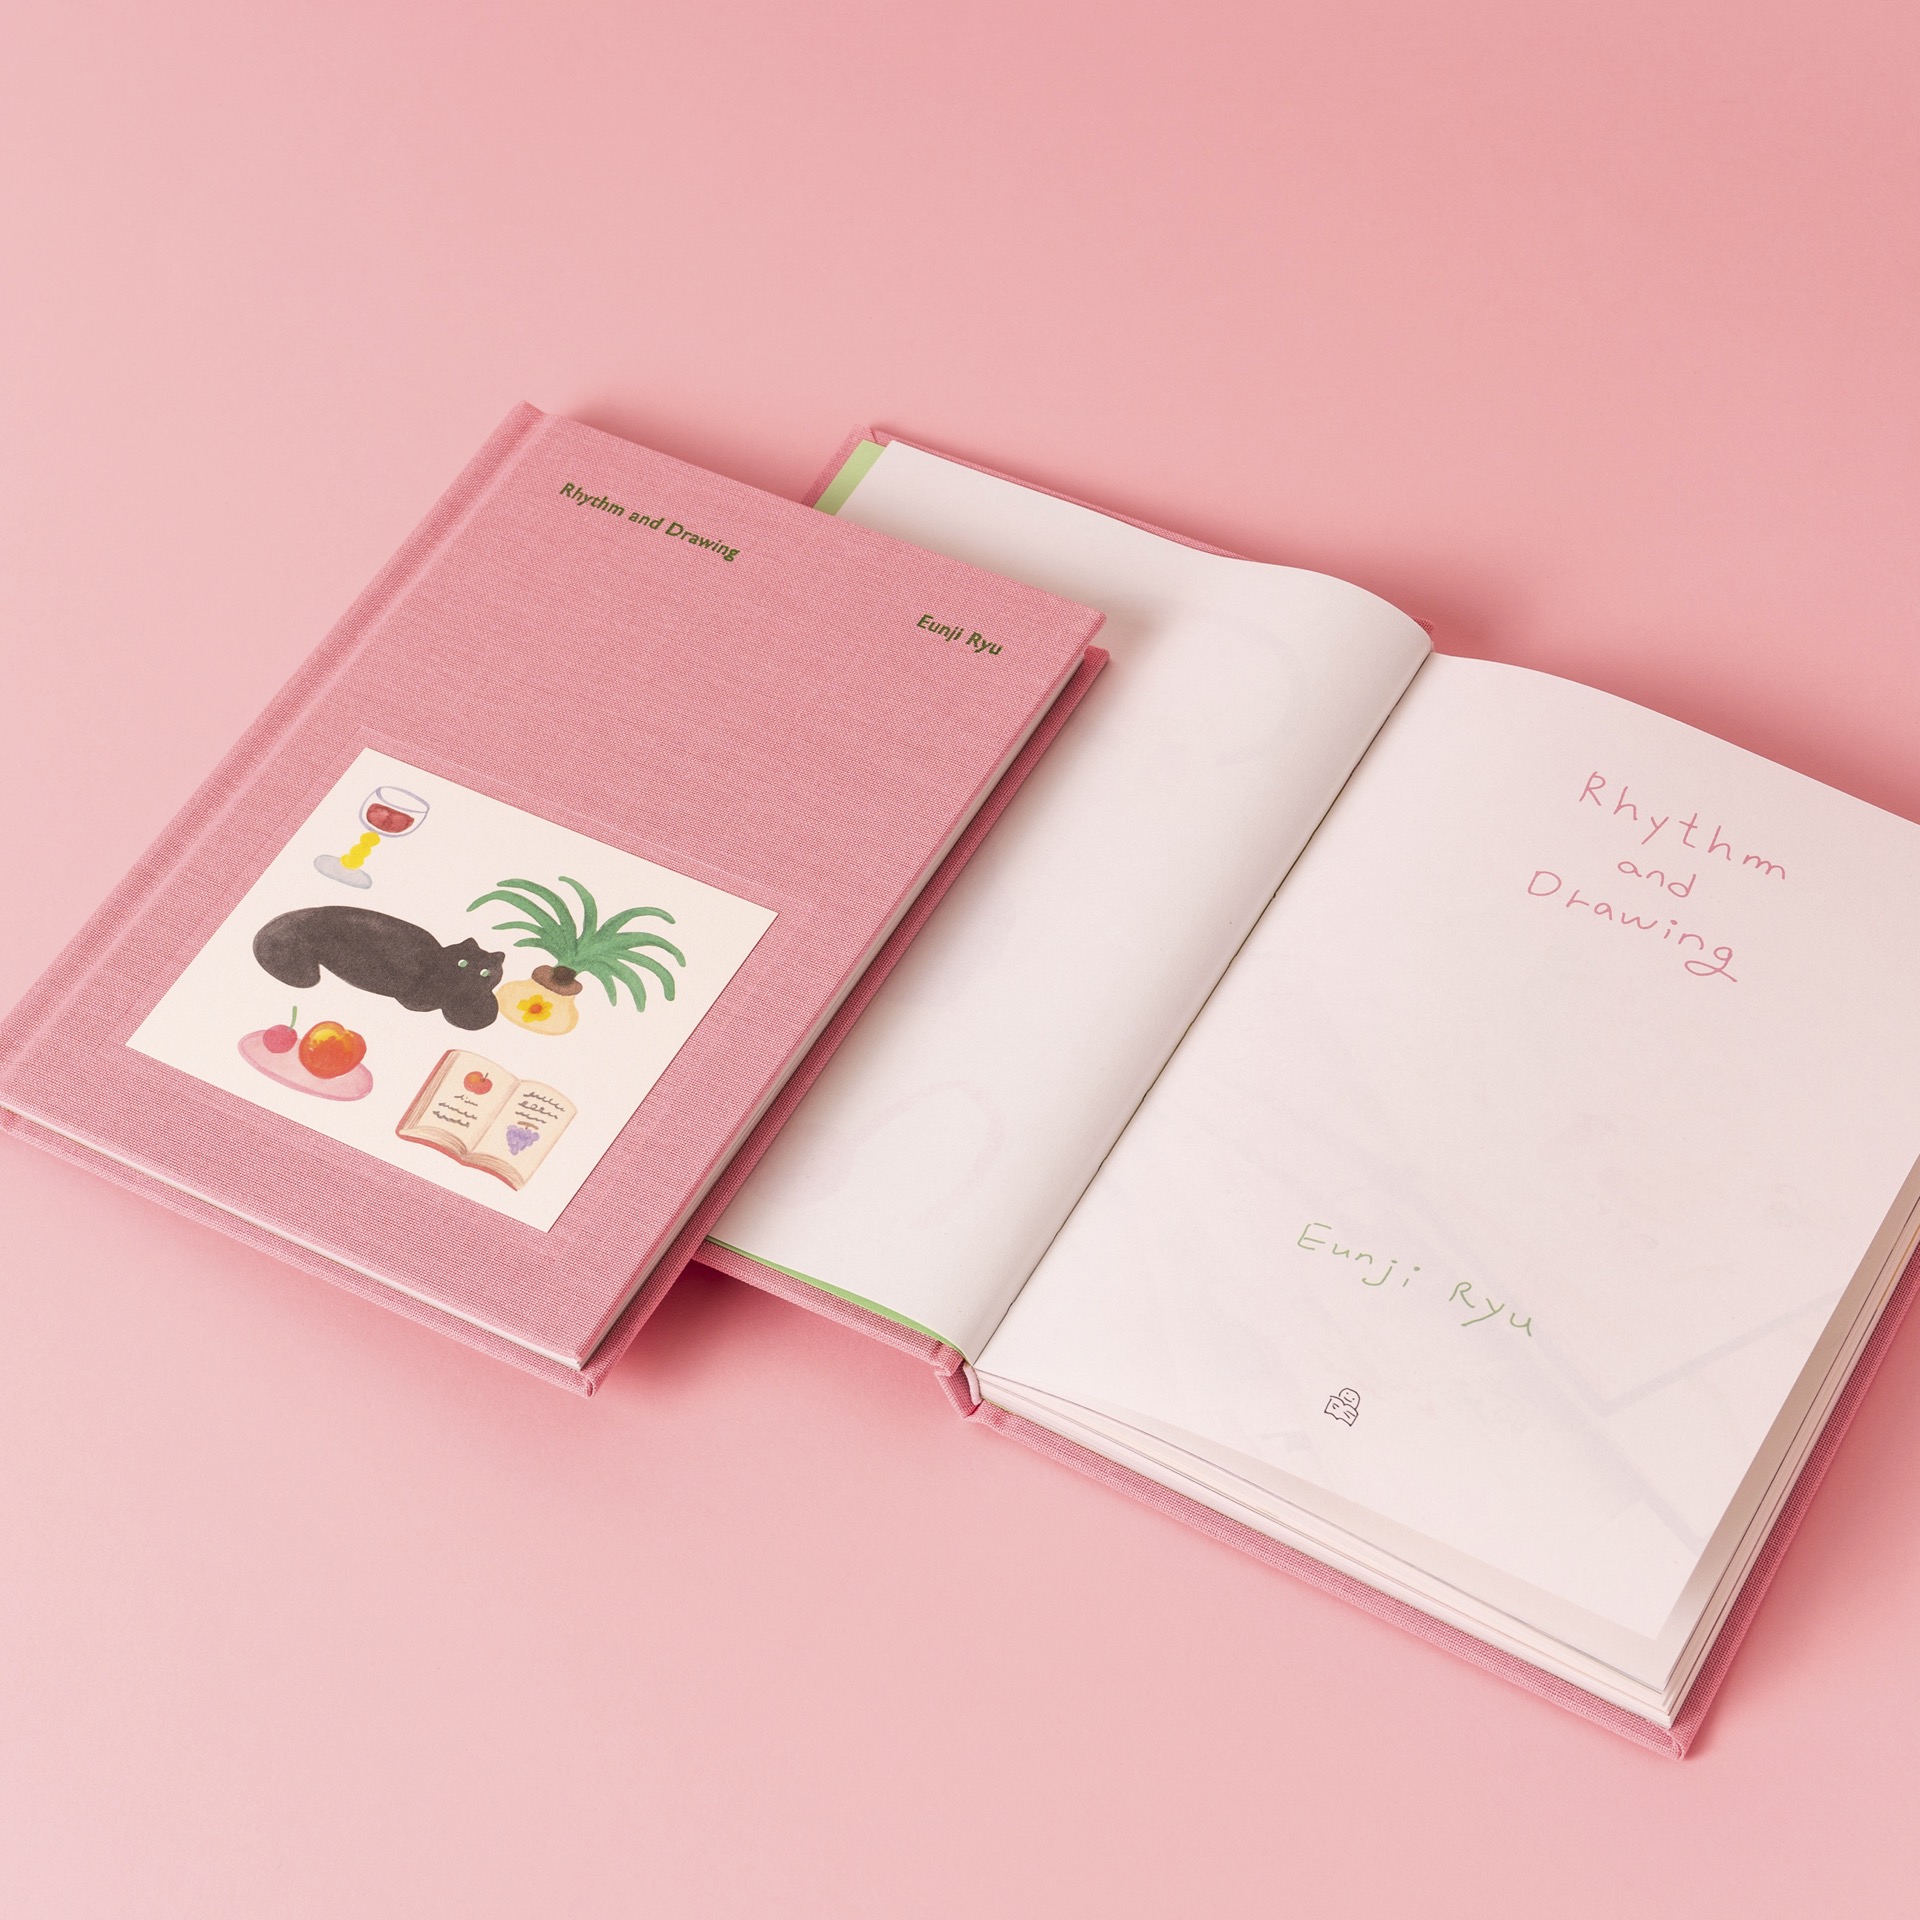 Rhythm and Drawing
Eunji Ryu
Rhythm
and
Drawing
Eunji Ryu